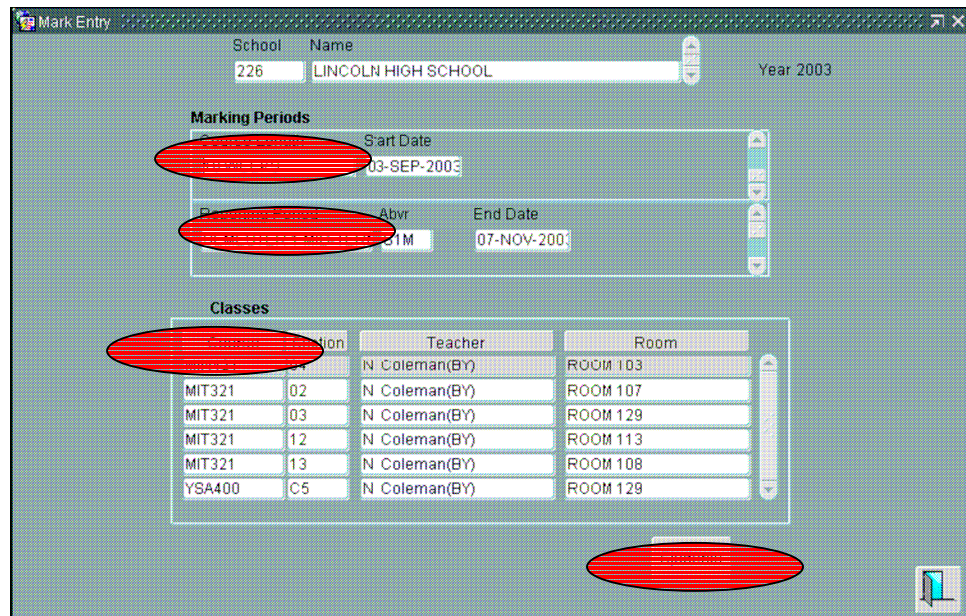 Mark Entry
School Name
226 LINCOLN HIGH SCHOOL Year 2003
Marking Periods
Start Date
03-SEP-2003
Abvr End Date
S1M 07-NOV-200
Classes
Teacher Room
N Coleman(BY) ROOM 103
MIT321 02 N Coleman(BY) ROOM 107
MIT321 03 N Coleman(BY) ROOM 129
MIT321 12 N Coleman(BY) ROOM 113
MIT321 13 N Coleman(BY) ROOM 108
YSA400 C5 N Coleman(BY) ROOM 129